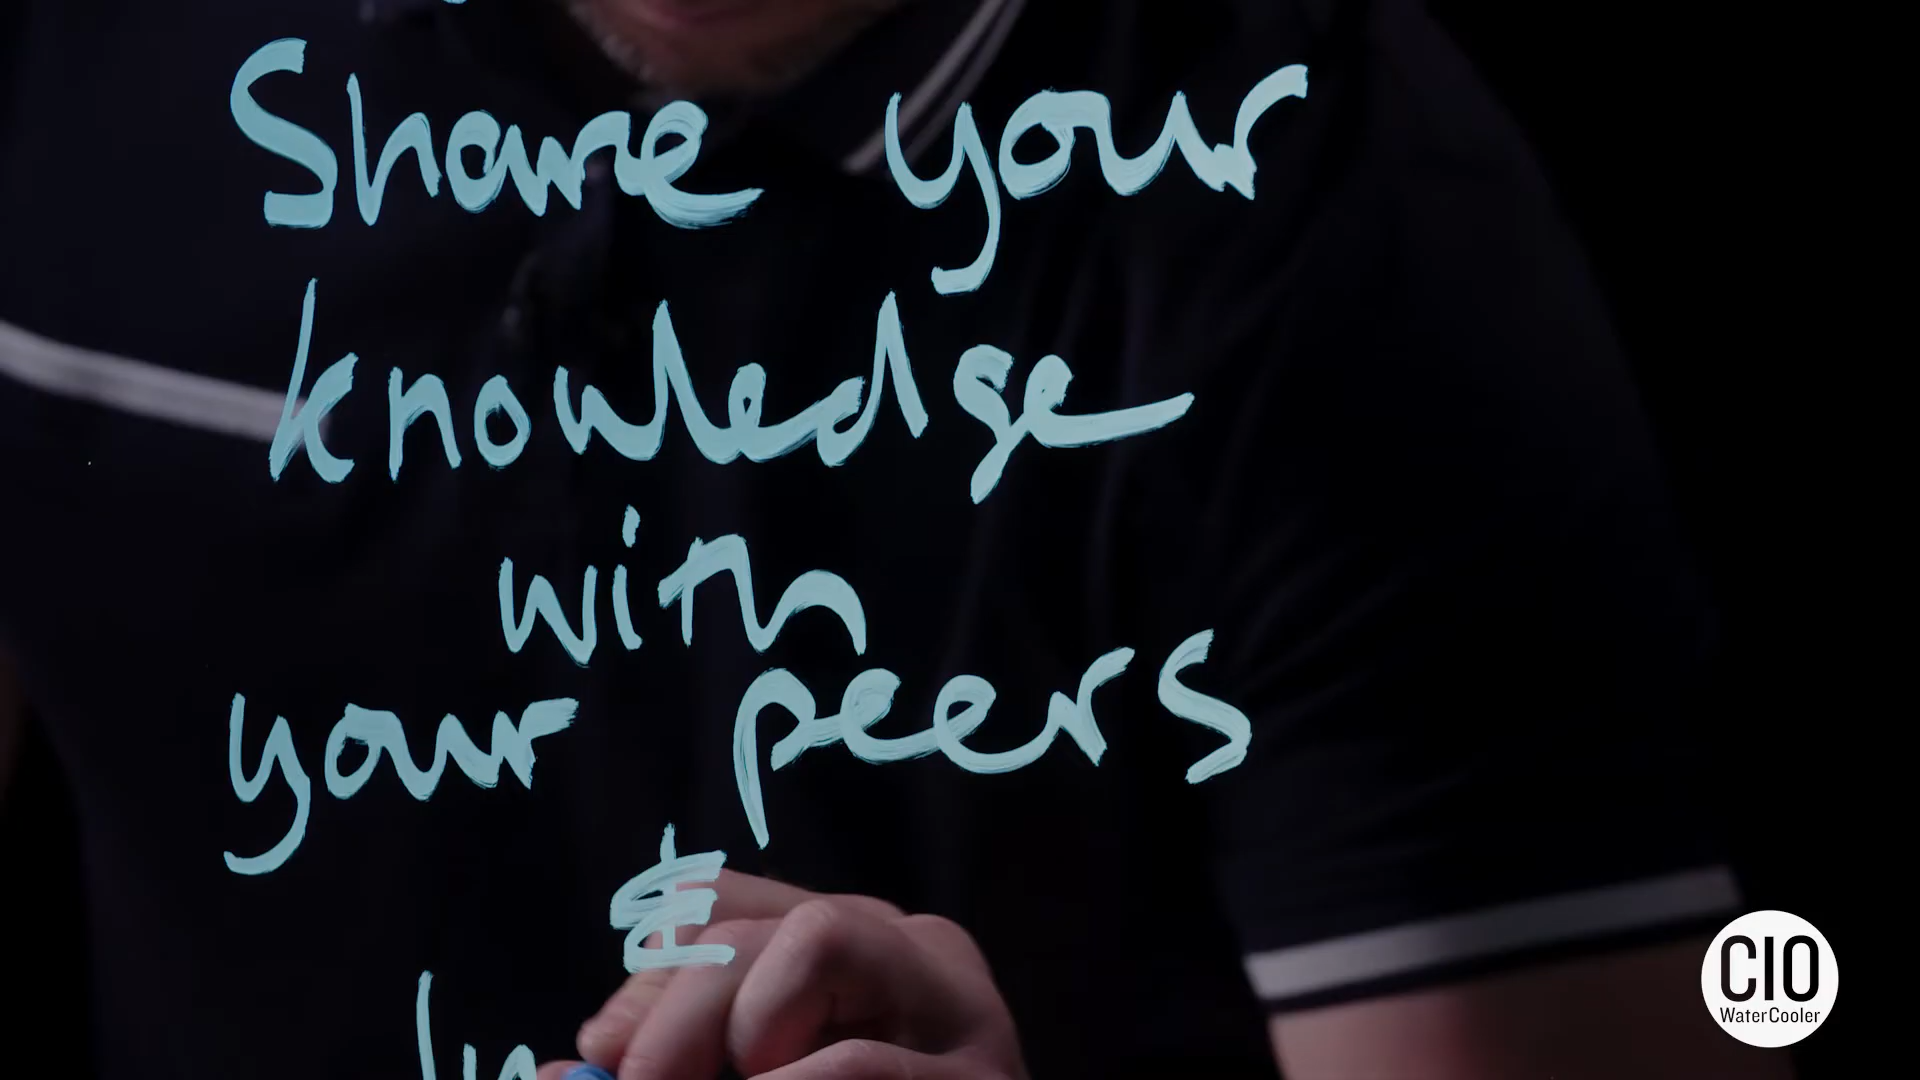 Share your
knowledge
with
your peers
&
CIO
WaterCooler